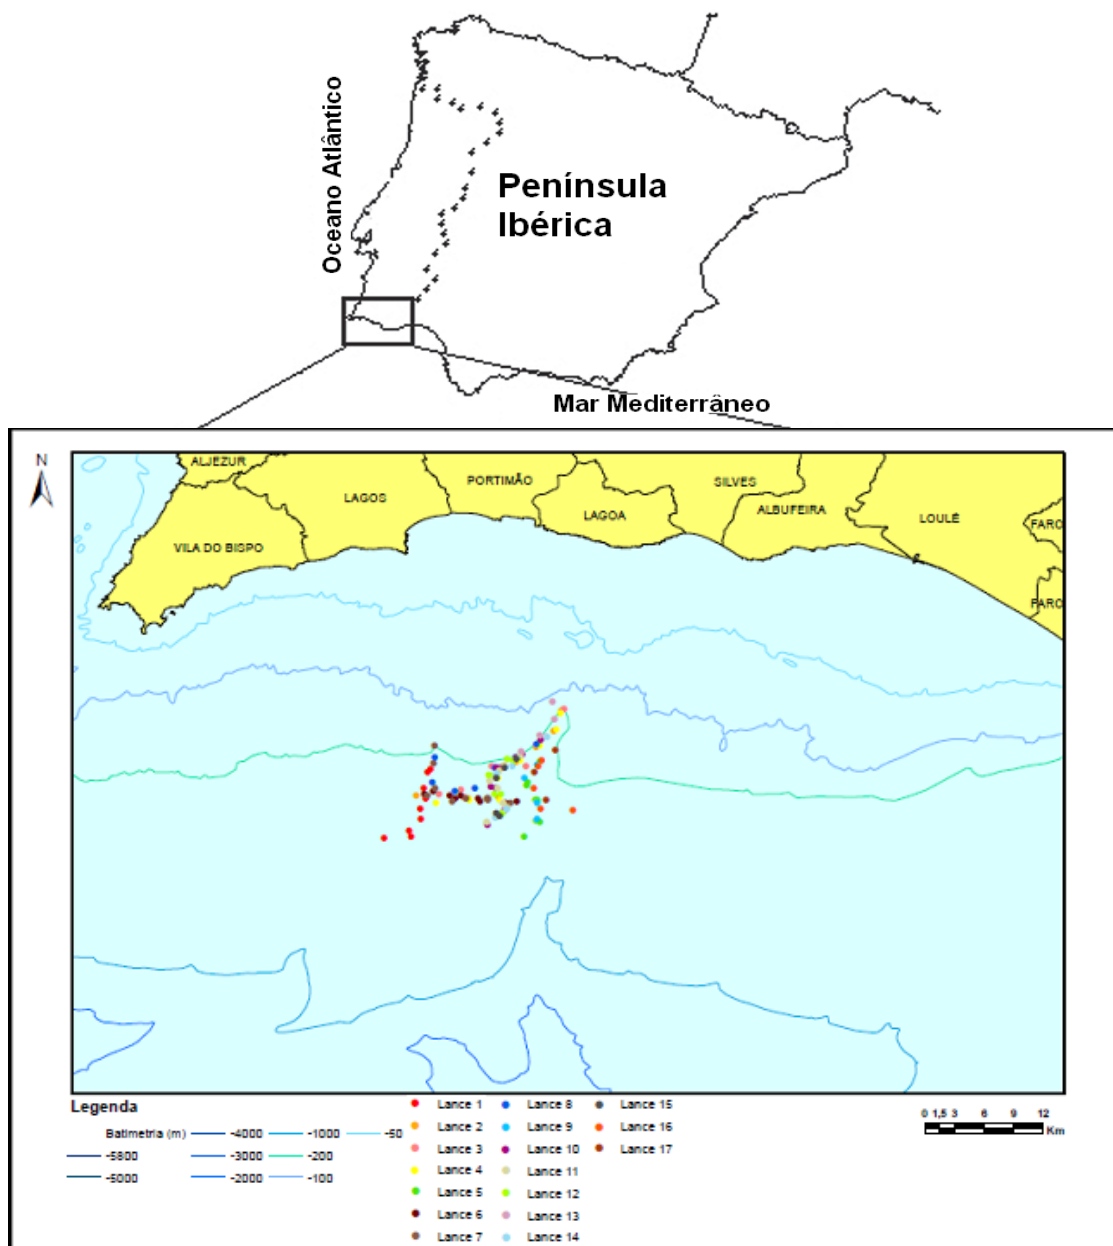 Oceano Atlântico
Península
Ibérica
Mar Mediterrâneo
N
ALJEZUR
LAGOS
PORTIMÃO
SILVES
LAGOA
ALBUFEIRA
LOULÉ
FARO
VILA DO BISPO
FARO
Legenda
Batimetria (m)
-5800
-5000
-4000
-3000
-2000
-1000
-200
-100
-50
Lance 1
Lance 2
Lance 3
Lance 4
Lance 5
Lance 6
Lance 7
Lance 8
Lance 9
Lance 10
Lance 11
Lance 12
Lance 13
Lance 14
Lance 15
Lance 16
Lance 17
0 1,5 3 6 9 12
Km